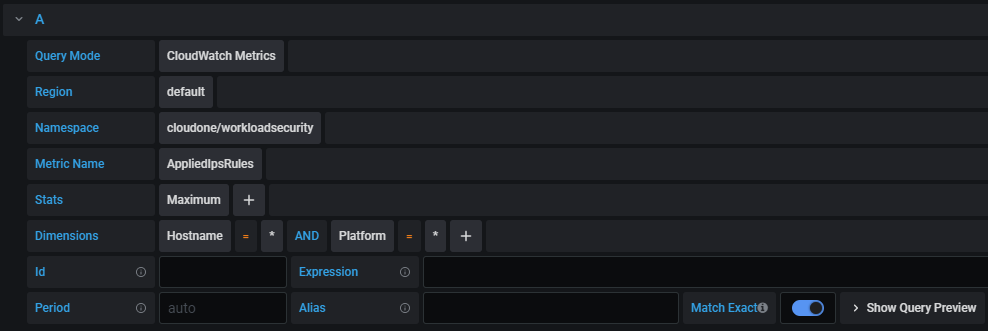 A
Query Mode CloudWatch Metrics
Region default
Namespace cloudone/workloadsecurity
Metric Name AppliedIpsRules
Stats Maximum +
Dimensions Hostname = * AND Platform = * +
Id Expression
Period auto Alias Match Exact Show Query Preview